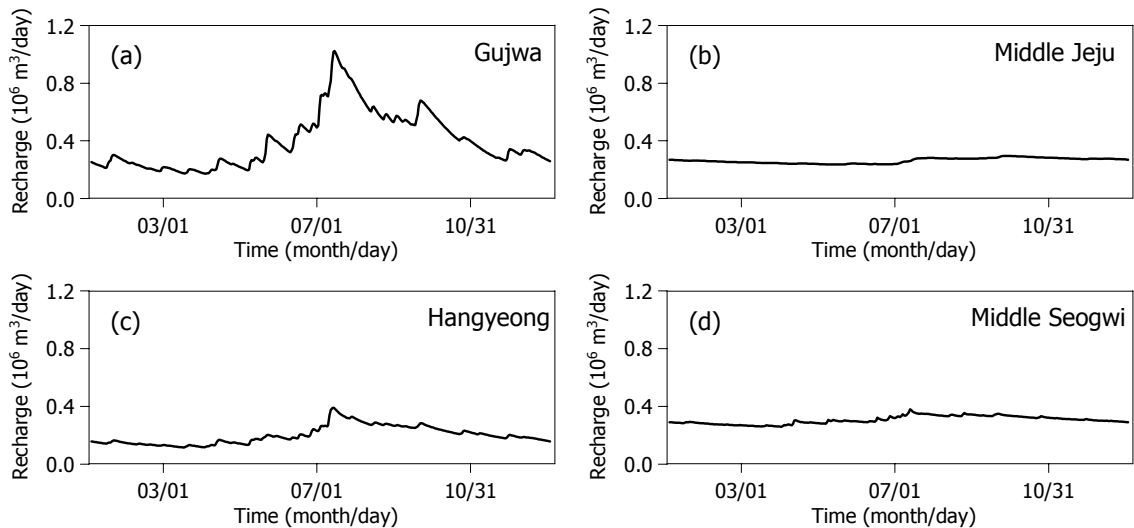 1.2
(a)
Gujwa
0.8
0.4
0.0
Recharge (10⁶ m³/day)
03/01
07/01
10/31
Time (month/day)
1.2
(b)
Middle Jeju
0.8
0.4
0.0
Recharge (10⁶ m³/day)
03/01
07/01
10/31
Time (month/day)
1.2
(c)
Hangyeong
0.8
0.4
0.0
Recharge (10⁶ m³/day)
03/01
07/01
10/31
Time (month/day)
1.2
(d)
Middle Seogwi
0.8
0.4
0.0
Recharge (10⁶ m³/day)
03/01
07/01
10/31
Time (month/day)